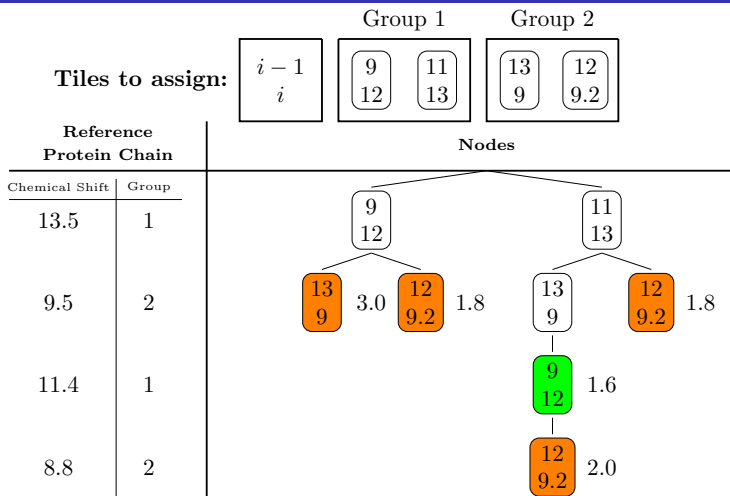 Group 1 Group 2
Tiles to assign: i − 1 9 11 13 12
i 12 13 9 9.2
Reference
Protein Chain
Nodes
Chemical Shift Group
9 11
13.5 1 12 13
13 12 13 12
9.5 2 9 3.0 9.2 1.8 9 9.2 1.8
9
11.4 1 12 1.6
12
8.8 2 9.2 2.0